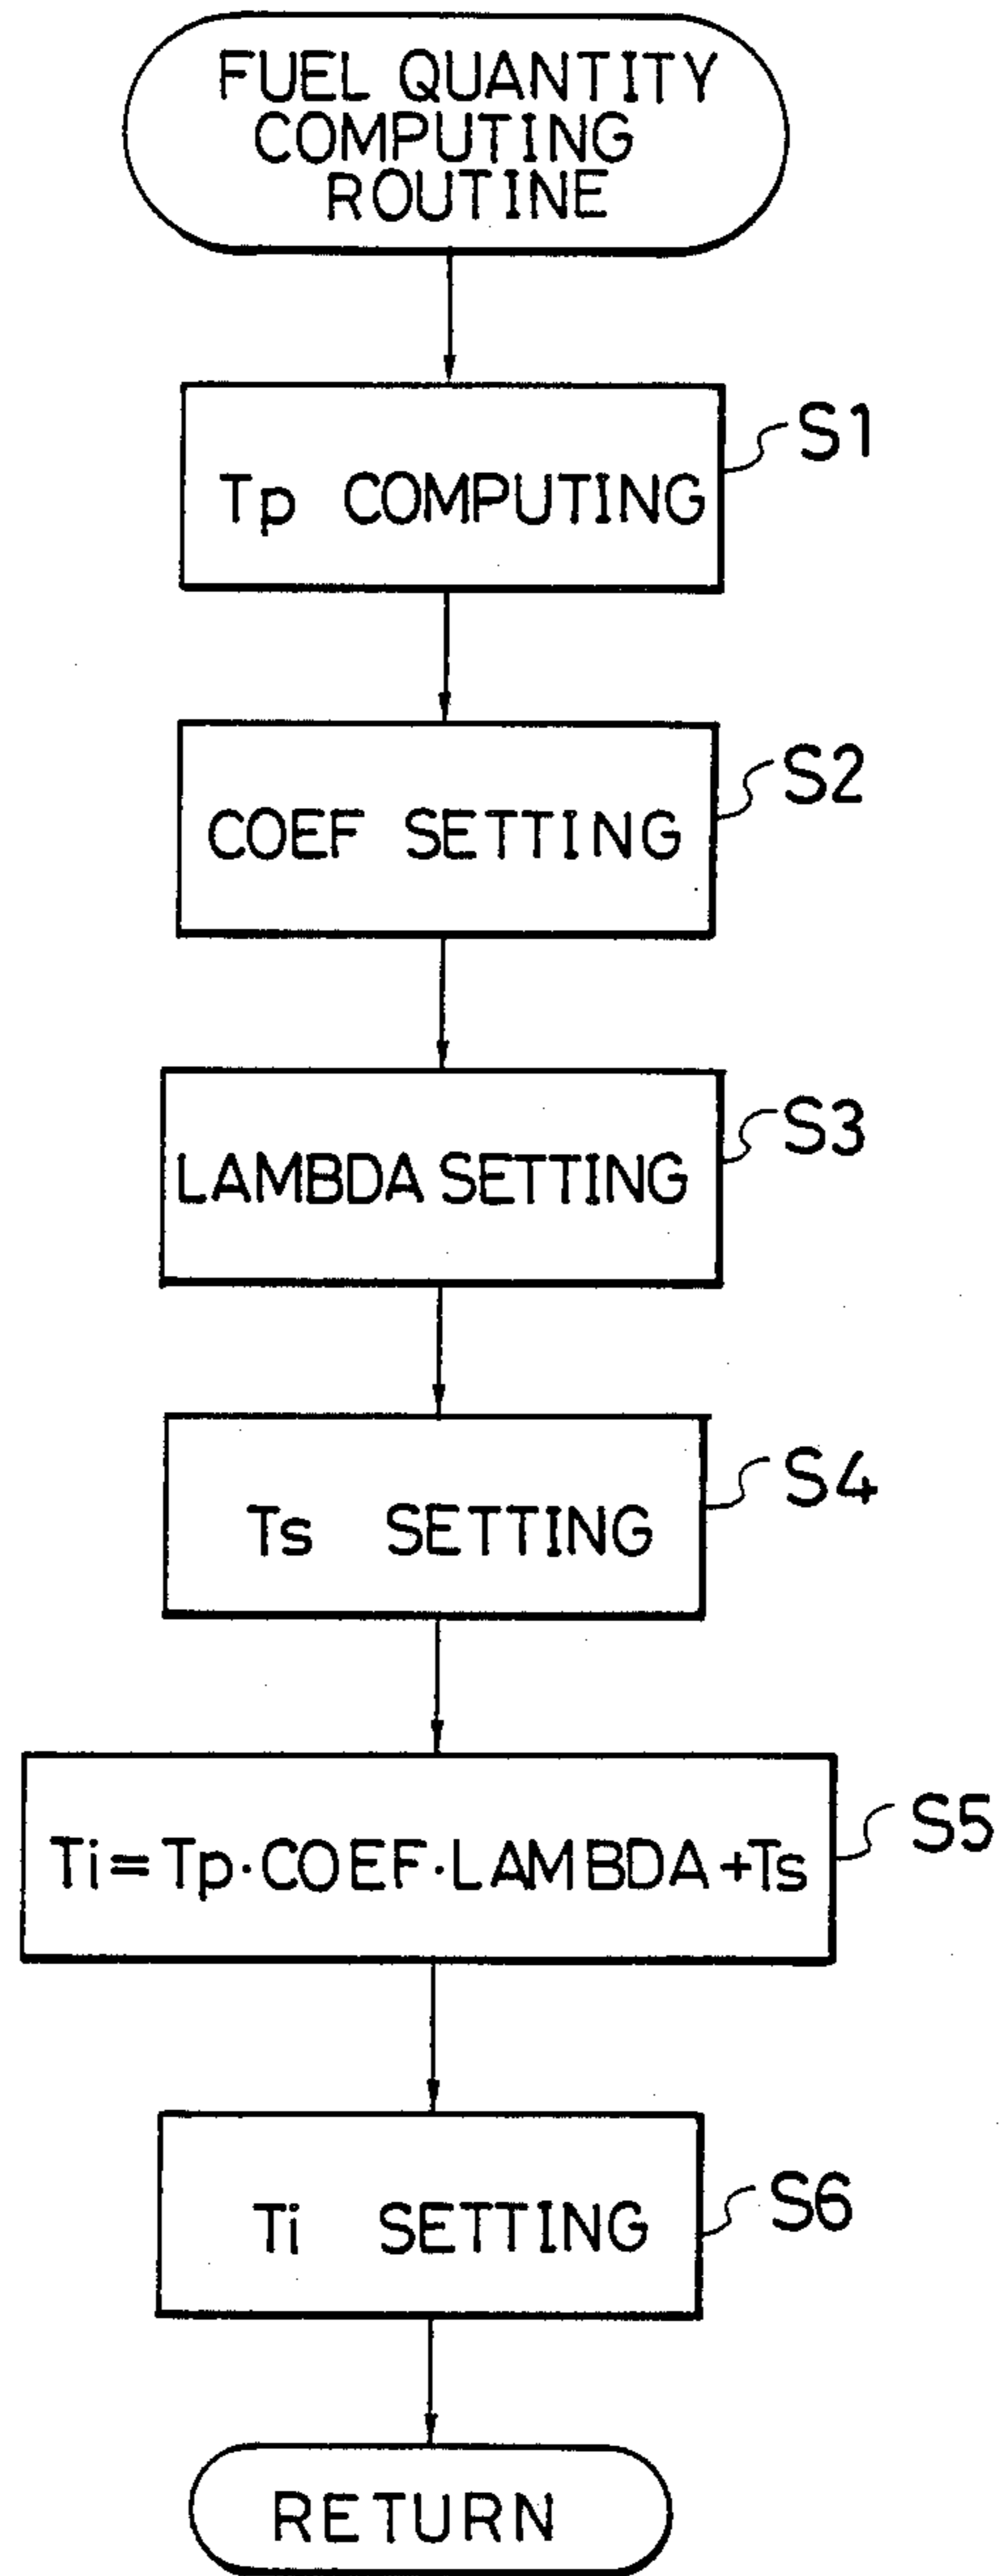 FUEL QUANTITY
COMPUTING
ROUTINE
Tp COMPUTING
S1
COEF SETTING
S2
LAMBDA SETTING
S3
Ts SETTING
S4
Ti=Tp·COEF·LAMBDA+Ts
S5
Ti SETTING
S6
RETURN